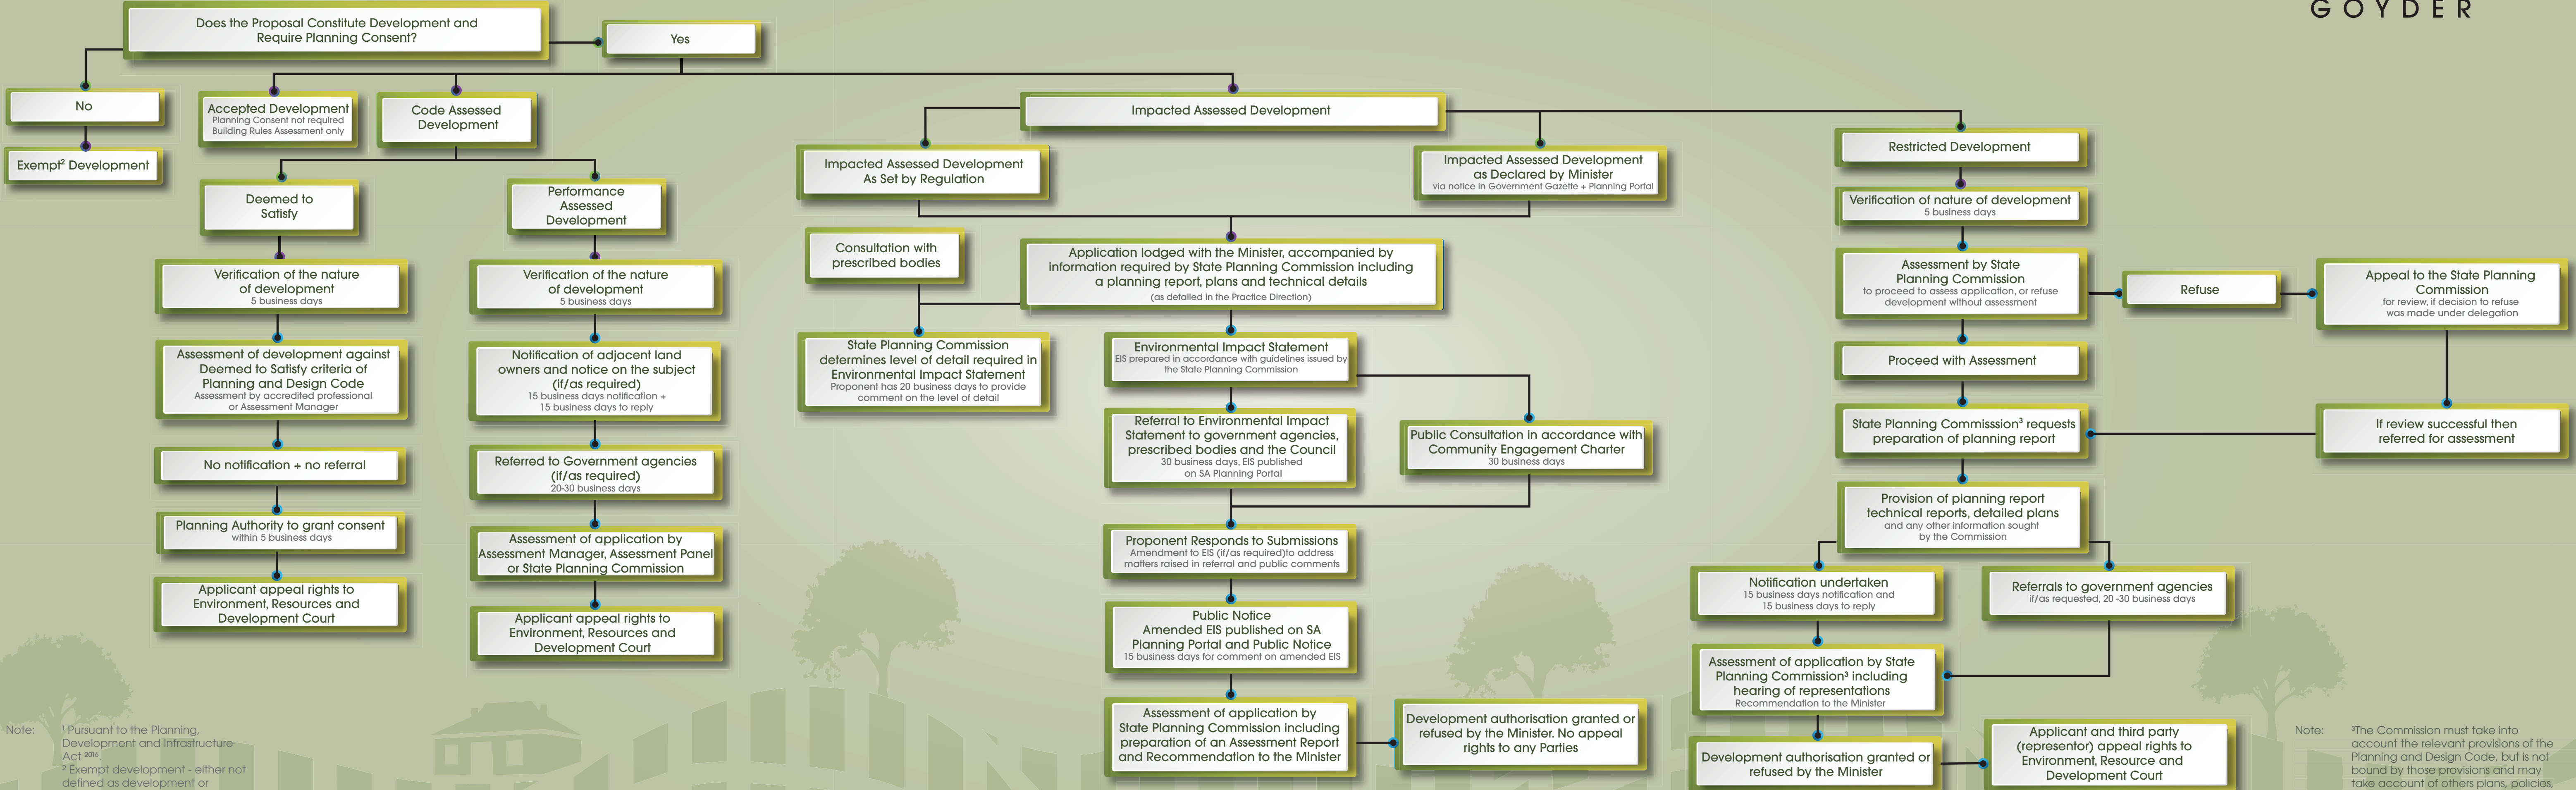 GOYDER
Does the Proposal Constitute Development and
Require Planning Consent?
Yes
No
Exempt² Development
Accepted Development
Planning Consent not required
Building Rules Assessment only
Code Assessed
Development
Deemed to
Satisfy
Verification of the nature
of development
5 business days
Assessment of development against
Deemed to Satisfy criteria of
Planning and Design Code
Assessment by accredited professional
or Assessment Manager
No notification + no referral
Planning Authority to grant consent
within 5 business days
Applicant appeal rights to
Environment, Resources and
Development Court
Performance
Assessed
Development
Verification of the nature
of development
5 business days
Notification of adjacent land
owners and notice on the subject
(if/as required)
15 business days notification +
15 business days to reply
Referred to Government agencies
(if/as required)
20-30 business days
Assessment of application by
Assessment Manager, Assessment Panel
or State Planning Commission
Applicant appeal rights to
Environment, Resources and
Development Court
Impacted Assessed Development
Impacted Assessed Development
As Set by Regulation
Impacted Assessed Development
as Declared by Minister
via notice in Government Gazette + Planning Portal
Consultation with
prescribed bodies
Application lodged with the Minister, accompanied by
information required by State Planning Commission including
a planning report, plans and technical details
(as detailed in the Practice Direction)
State Planning Commission
determines level of detail required in
Environmental Impact Statement
Proponent has 20 business days to provide
comment on the level of detail
Environmental Impact Statement
EIS prepared in accordance with guidelines issued by
the State Planning Commission
Referral to Environmental Impact
Statement to government agencies,
prescribed bodies and the Council
30 business days, EIS published
on SA Planning Portal
Public Consultation in accordance with
Community Engagement Charter
30 business days
Proponent Responds to Submissions
Amendment to EIS (if/as required)to address
matters raised in referral and public comments
Public Notice
Amended EIS published on SA
Planning Portal and Public Notice
15 business days for comment on amended EIS
Assessment of application by
State Planning Commission including
preparation of an Assessment Report
and Recommendation to the Minister
Development authorisation granted or
refused by the Minister. No appeal
rights to any Parties
Restricted Development
Verification of nature of development
5 business days
Assessment by State
Planning Commission
to proceed to assess application, or refuse
development without assessment
Refuse
Appeal to the State Planning
Commission
for review, if decision to refuse
was made under delegation
If review successful then
referred for assessment
Proceed with Assessment
State Planning Commisssion³ requests
preparation of planning report
Provision of planning report
technical reports, detailed plans
and any other information sought
by the Commission
Notification undertaken
15 business days notification and
15 business days to reply
Referrals to government agencies
if/as requested, 20 -30 business days
Assessment of application by State
Planning Commission³ including
hearing of representations
Recommendation to the Minister
Development authorisation granted or
refused by the Minister
Applicant and third party
(representor) appeal rights to
Environment, Resource and
Development Court
Note: ¹ Pursuant to the Planning,
Development and Infrastructure
Act 2016.
² Exempt development - either not
defined as development or
Note: ³The Commission must take into
account the relevant provisions of the
Planning and Design Code, but is not
bound by those provisions and may
take account of others plans, policies,